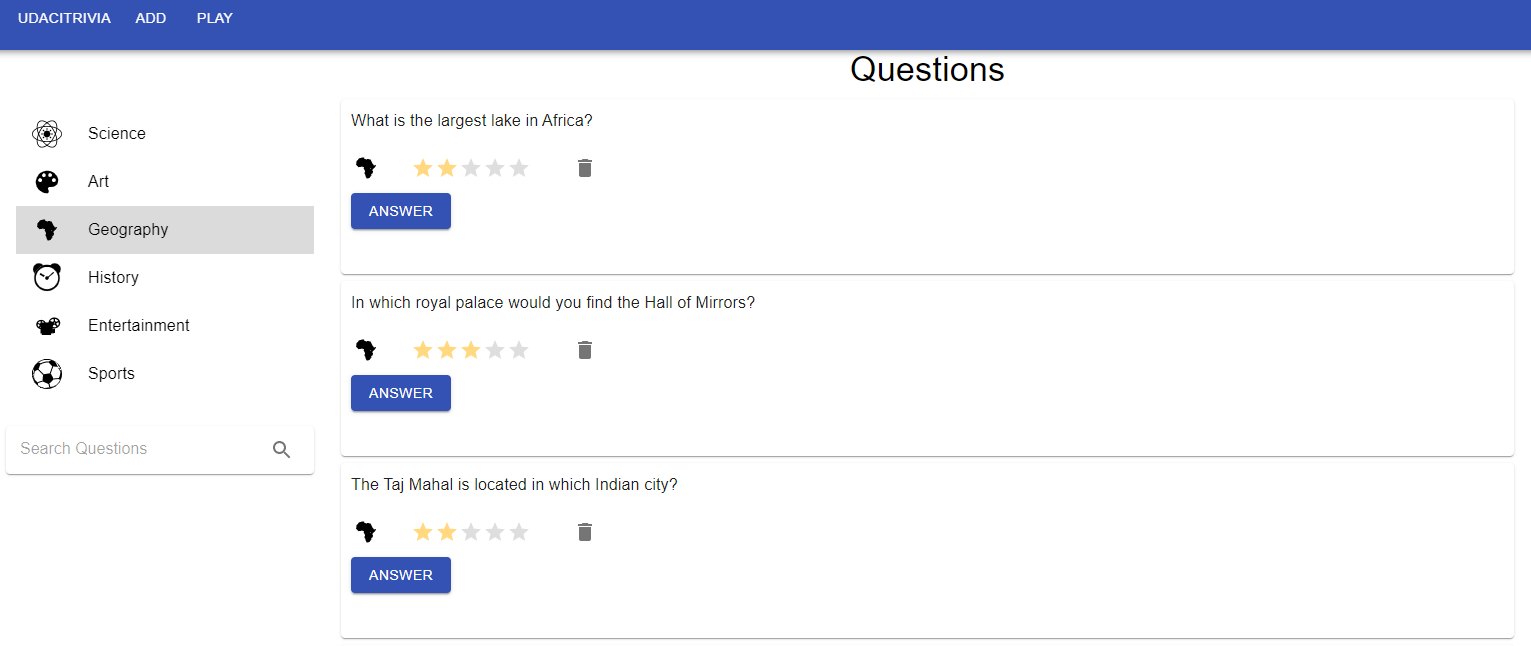 UDACITRIVIA ADD PLAY
Questions
Science
Art
Geography
History
Entertainment
Sports
Search Questions
What is the largest lake in Africa?
ANSWER
In which royal palace would you find the Hall of Mirrors?
ANSWER
The Taj Mahal is located in which Indian city?
ANSWER